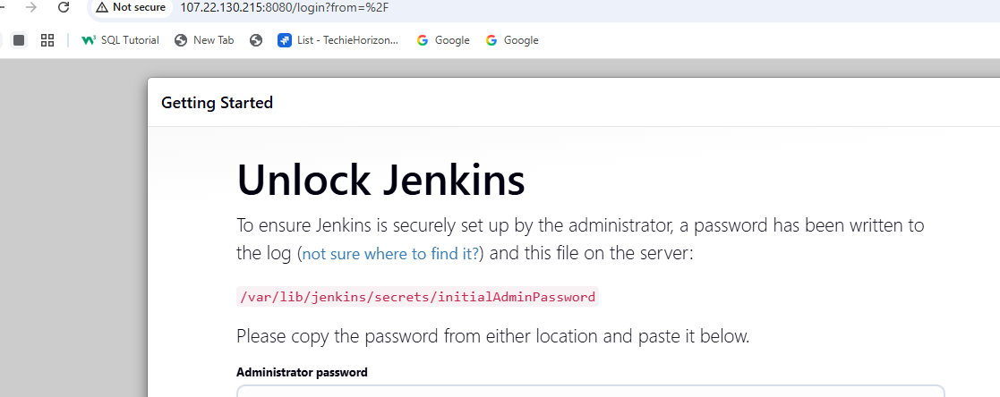 Not secure 107.22.130.215:8080/login?from=%2F
SQL Tutorial New Tab List - TechieHorizon... Google Google
Getting Started
Unlock Jenkins
To ensure Jenkins is securely set up by the administrator, a password has been written to
the log (not sure where to find it?) and this file on the server:
/var/lib/jenkins/secrets/initialAdminPassword
Please copy the password from either location and paste it below.
Administrator password